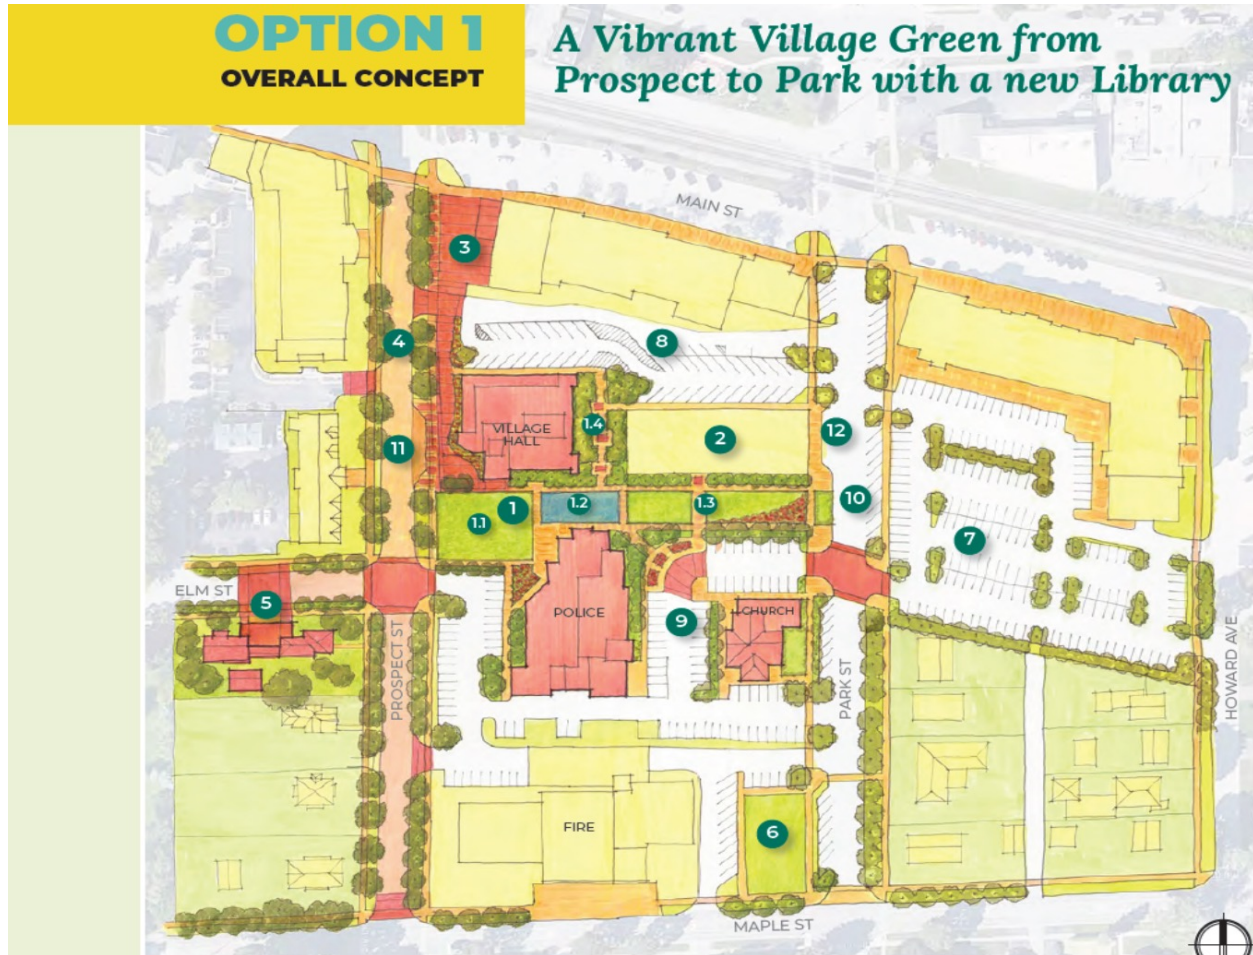 OPTION 1
OVERALL CONCEPT
A Vibrant Village Green from
Prospect to Park with a new Library
MAIN ST
3
4
8
1.4
VILLAGE
HALL
2
12
11
1
1.1
1.2
1.3
10
7
ELM ST
5
POLICE
9
CHURCH
PROSPECT ST
PARK ST
HOWARD AVE
FIRE
6
MAPLE ST